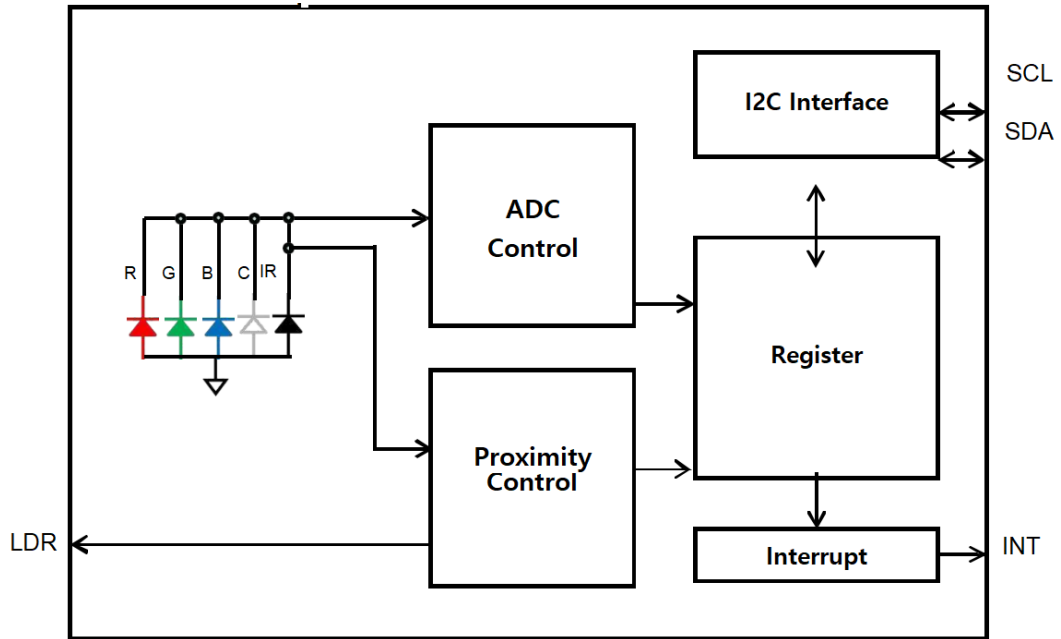 SCL
I2C Interface
SDA
ADC
Control
R
G
B
C
IR
Register
Proximity
Control
LDR
Interrupt
INT